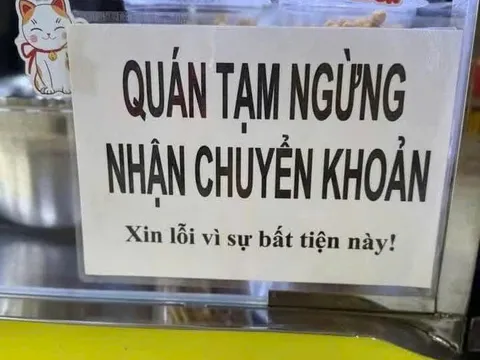 QUÁN TẠM NGỪNG
NHẬN CHUYỂN KHOẢN
Xin lỗi vì sự bất tiện này!